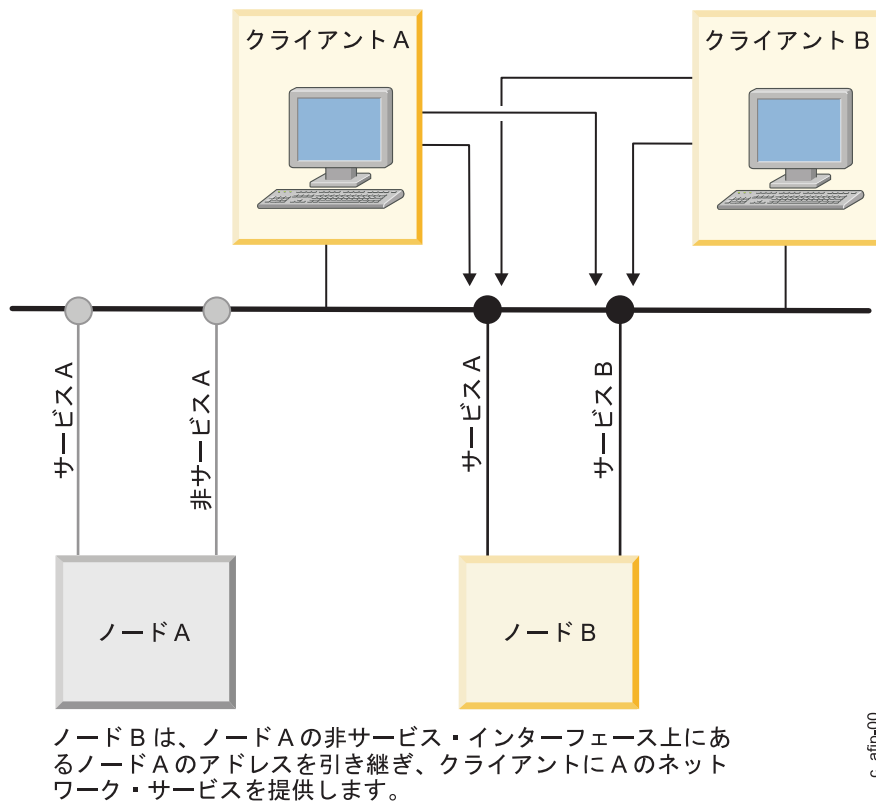 クライアント A
クライアント B
サービス A
非サービス A
サービス A
サービス B
ノード A
ノード B
ノード B は、ノード A の非サービス・インターフェース上にあ
るノード A のアドレスを引き継ぎ、クライアントに A のネット
ワーク・サービスを提供します。